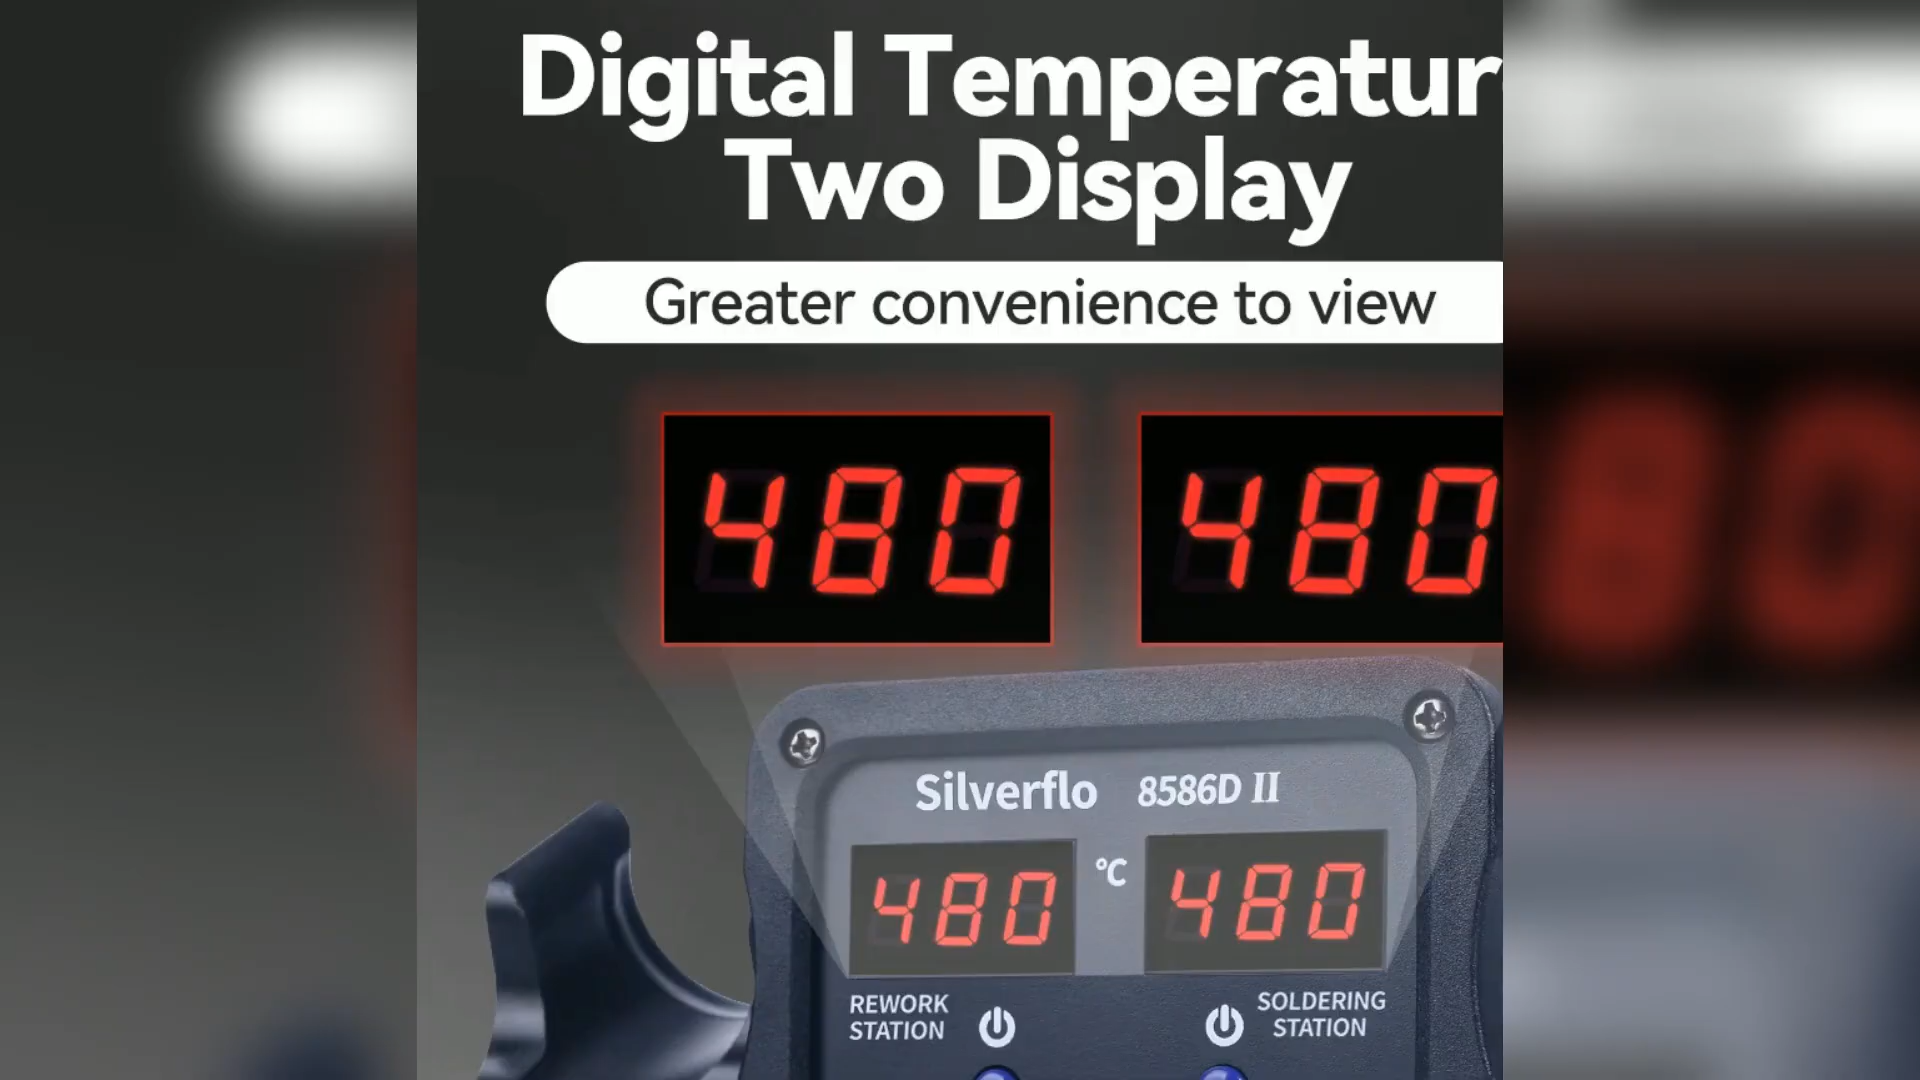 Digital Temperatur
Two Display
Greater convenience to view
480 480
Silverflo 8586D II
480 °C 480
REWORK
STATION
SOLDERING
STATION